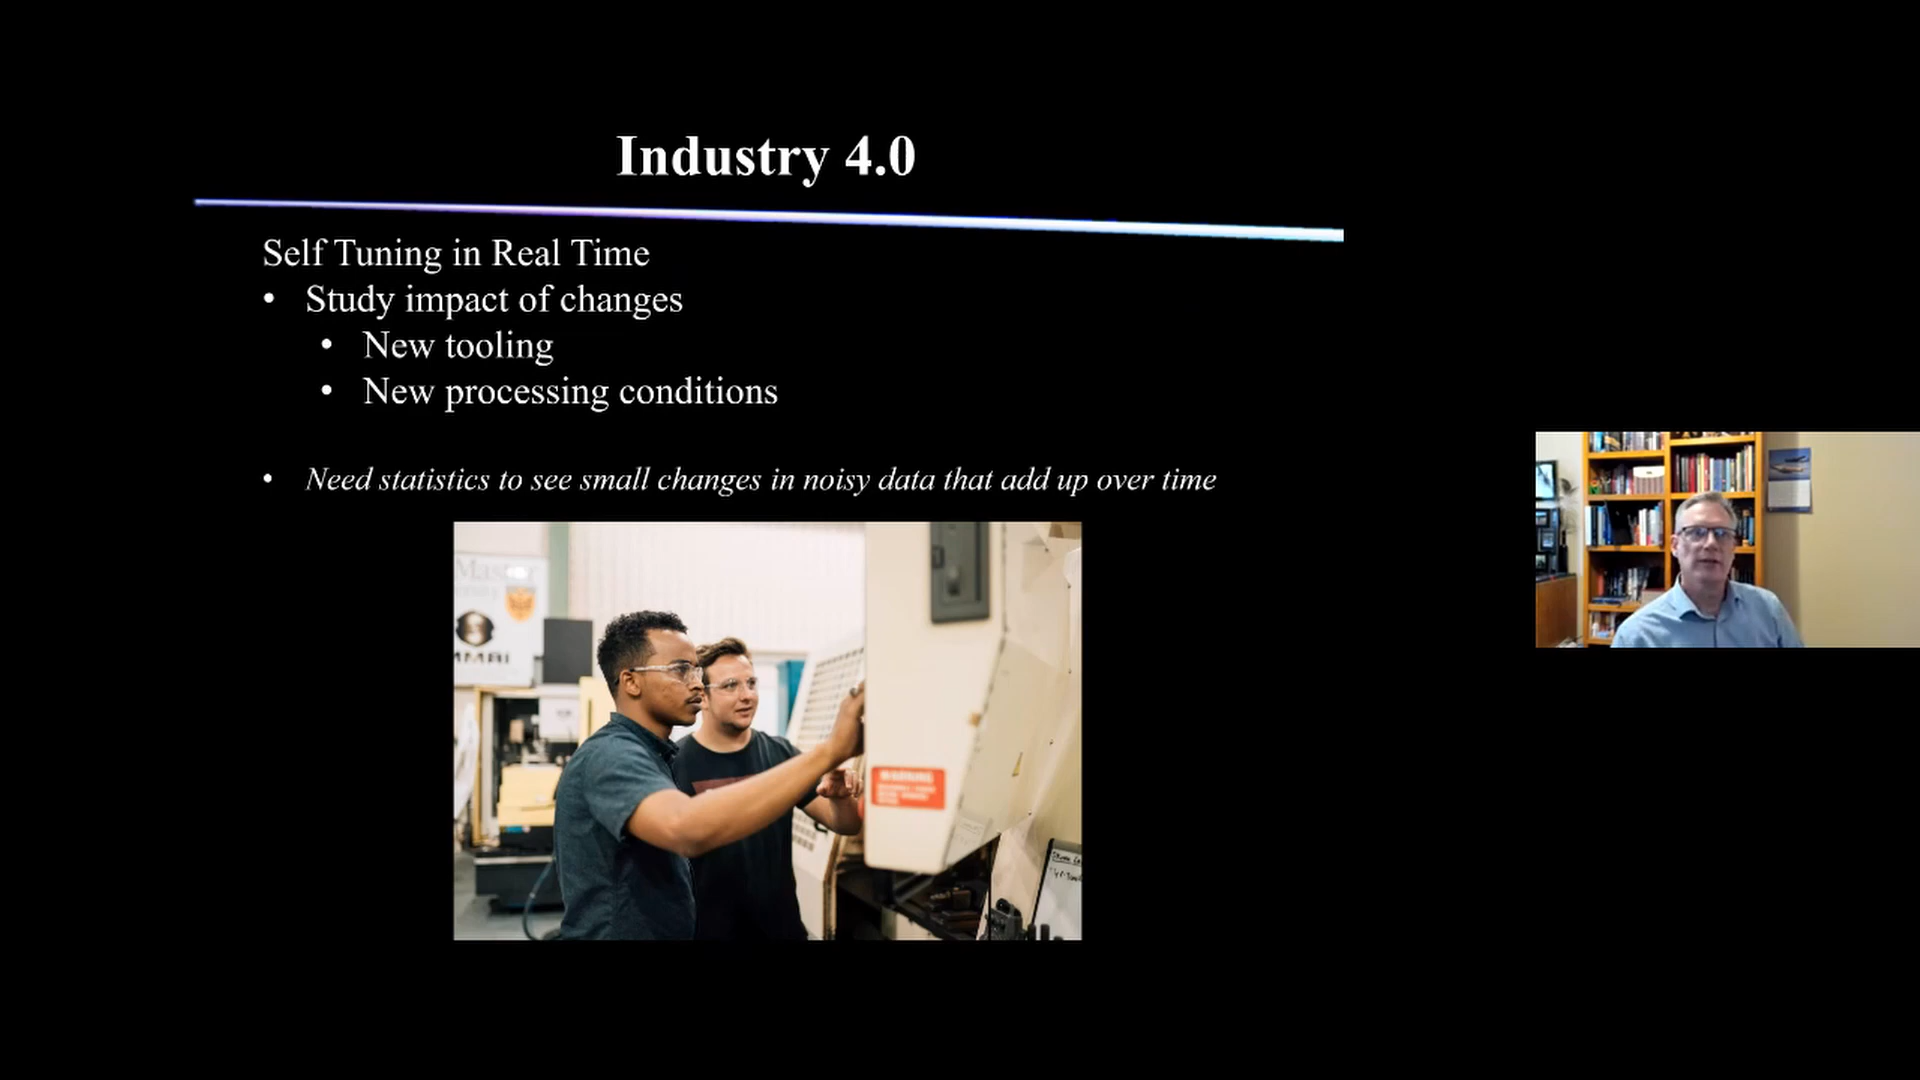 Industry 4.0
Self Tuning in Real Time
• Study impact of changes
• New tooling
• New processing conditions
• Need statistics to see small changes in noisy data that add up over time
WARNING